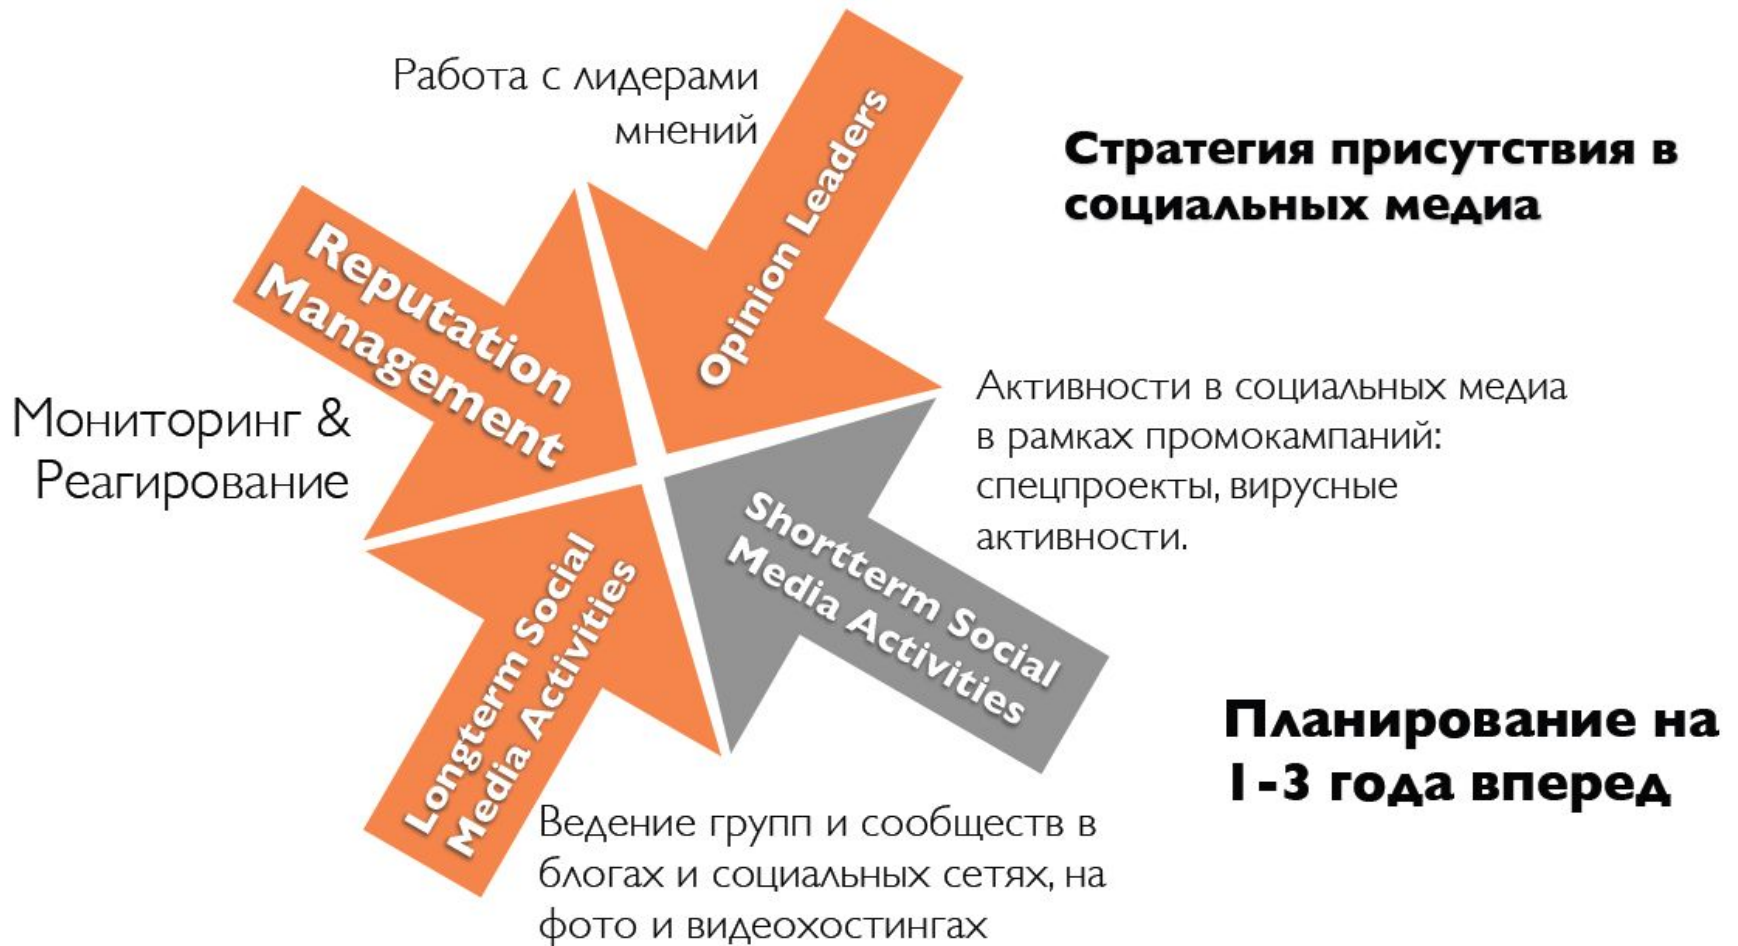 Работа с лидерами
мнений
Opinion Leaders
Стратегия присутствия в
социальных медиа
Reputation
Management
Мониторинг &
Реагирование
Активности в социальных медиа
в рамках промокампаний:
спецпроекты, вирусные
активности.
Shortterm Social
Media Activities
Longterm Social
Media Activities
Планирование на
1-3 года вперед
Ведение групп и сообществ в
блогах и социальных сетях, на
фото и видеохостингах